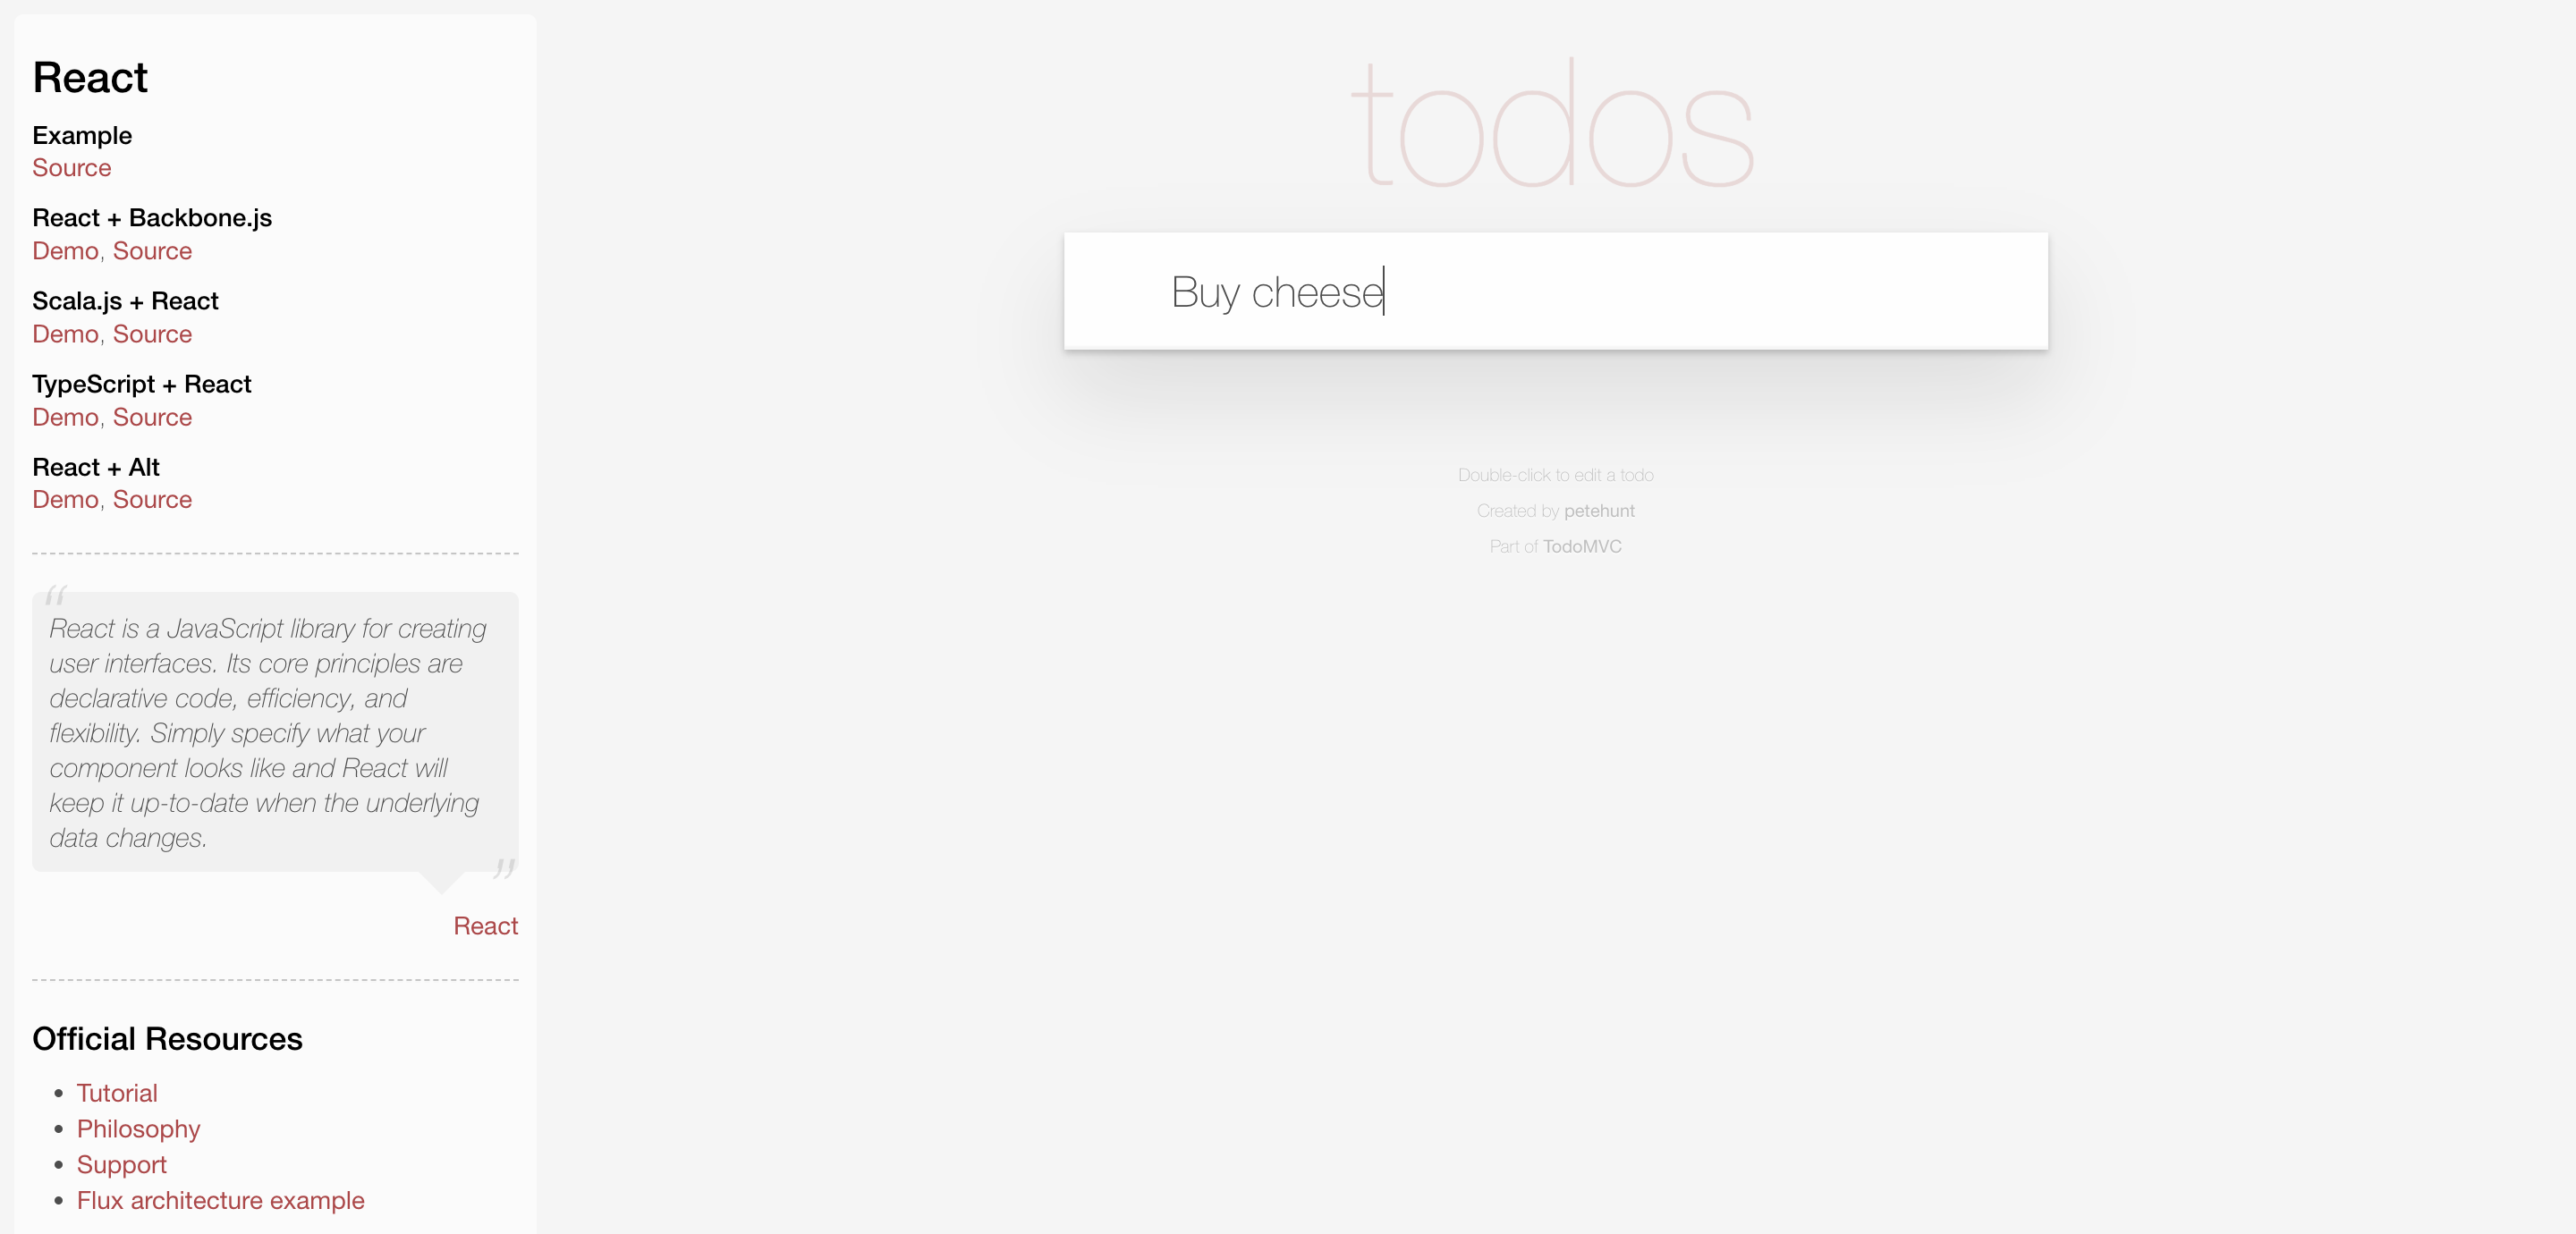 React
Example
Source
React + Backbone.js
Demo, Source
Scala.js + React
Demo, Source
TypeScript + React
Demo, Source
React + Alt
Demo, Source
“
React is a JavaScript library for creating
user interfaces. Its core principles are
declarative code, efficiency, and
flexibility. Simply specify what your
component looks like and React will
keep it up-to-date when the underlying
data changes.
”
React
Official Resources
• Tutorial
• Philosophy
• Support
• Flux architecture example
todos
Buy cheese
Double-click to edit a todo
Created by petehunt
Part of TodoMVC